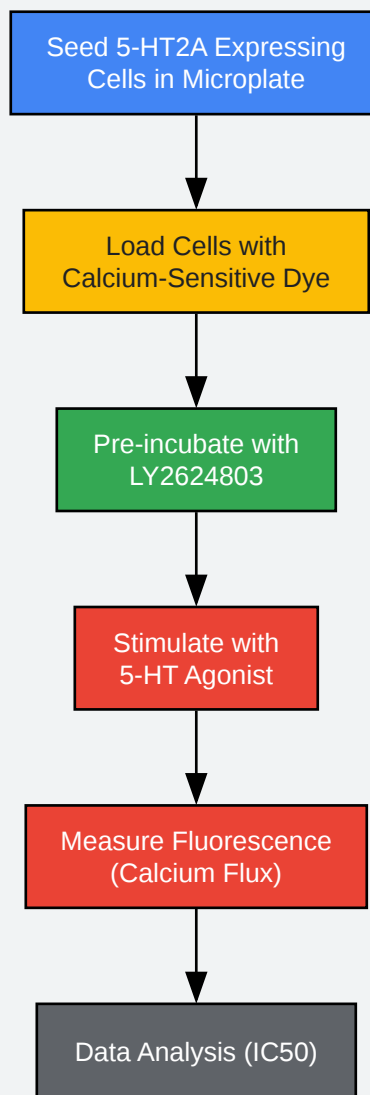 Seed 5-HT2A Expressing
Cells in Microplate
Load Cells with
Calcium-Sensitive Dye
Pre-incubate with
LY2624803
Stimulate with
5-HT Agonist
Measure Fluorescence
(Calcium Flux)
Data Analysis (IC50)